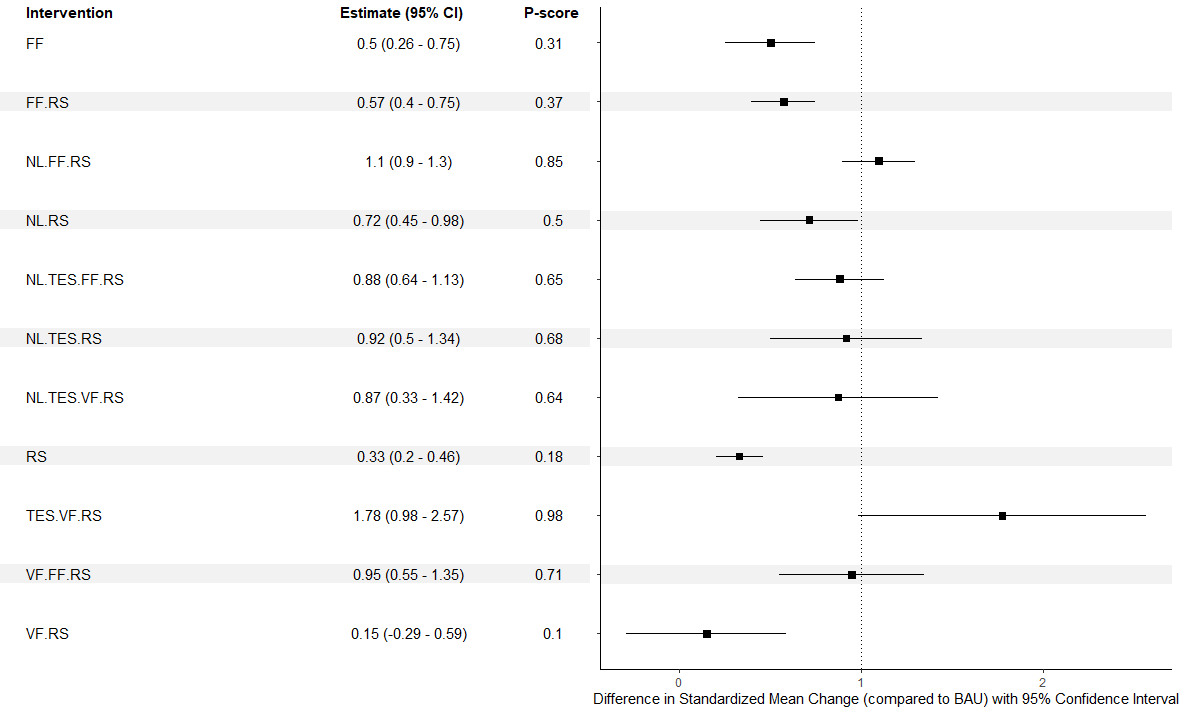 Intervention Estimate (95% CI) P-score
FF 0.5 (0.26 - 0.75) 0.31
FF.RS 0.57 (0.4 - 0.75) 0.37
NL.FF.RS 1.1 (0.9 - 1.3) 0.85
NL.RS 0.72 (0.45 - 0.98) 0.5
NL.TES.FF.RS 0.88 (0.64 - 1.13) 0.65
NL.TES.RS 0.92 (0.5 - 1.34) 0.68
NL.TES.VF.RS 0.87 (0.33 - 1.42) 0.64
RS 0.33 (0.2 - 0.46) 0.18
TES.VF.RS 1.78 (0.98 - 2.57) 0.98
VF.FF.RS 0.95 (0.55 - 1.35) 0.71
VF.RS 0.15 (-0.29 - 0.59) 0.1
0 1 2
Difference in Standardized Mean Change (compared to BAU) with 95% Confidence Interval